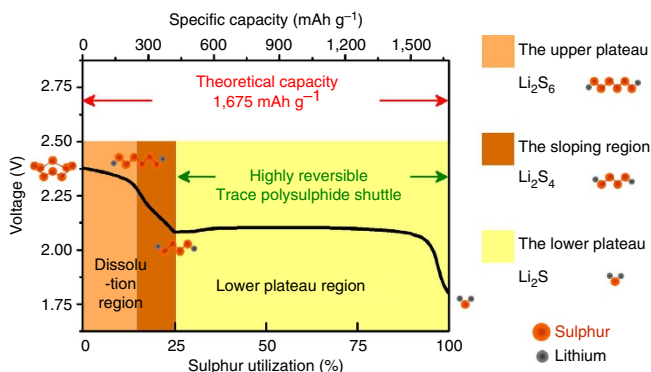 Specific capacity (mAh g⁻¹)
0 300 600 900 1,200 1,500
Theoretical capacity
1,675 mAh g⁻¹
Highly reversible
Trace polysulphide shuttle
Dissolu
-tion
region
Lower plateau region
Voltage (V)
2.75
2.50
2.25
2.00
1.75
0 25 50 75 100
Sulphur utilization (%)
The upper plateau
Li₂S₆
The sloping region
Li₂S₄
The lower plateau
Li₂S
Sulphur
Lithium